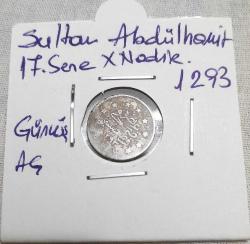 Sultan Abdülhamit
17. Sene X Nadir.
1293
Gümüş
AG